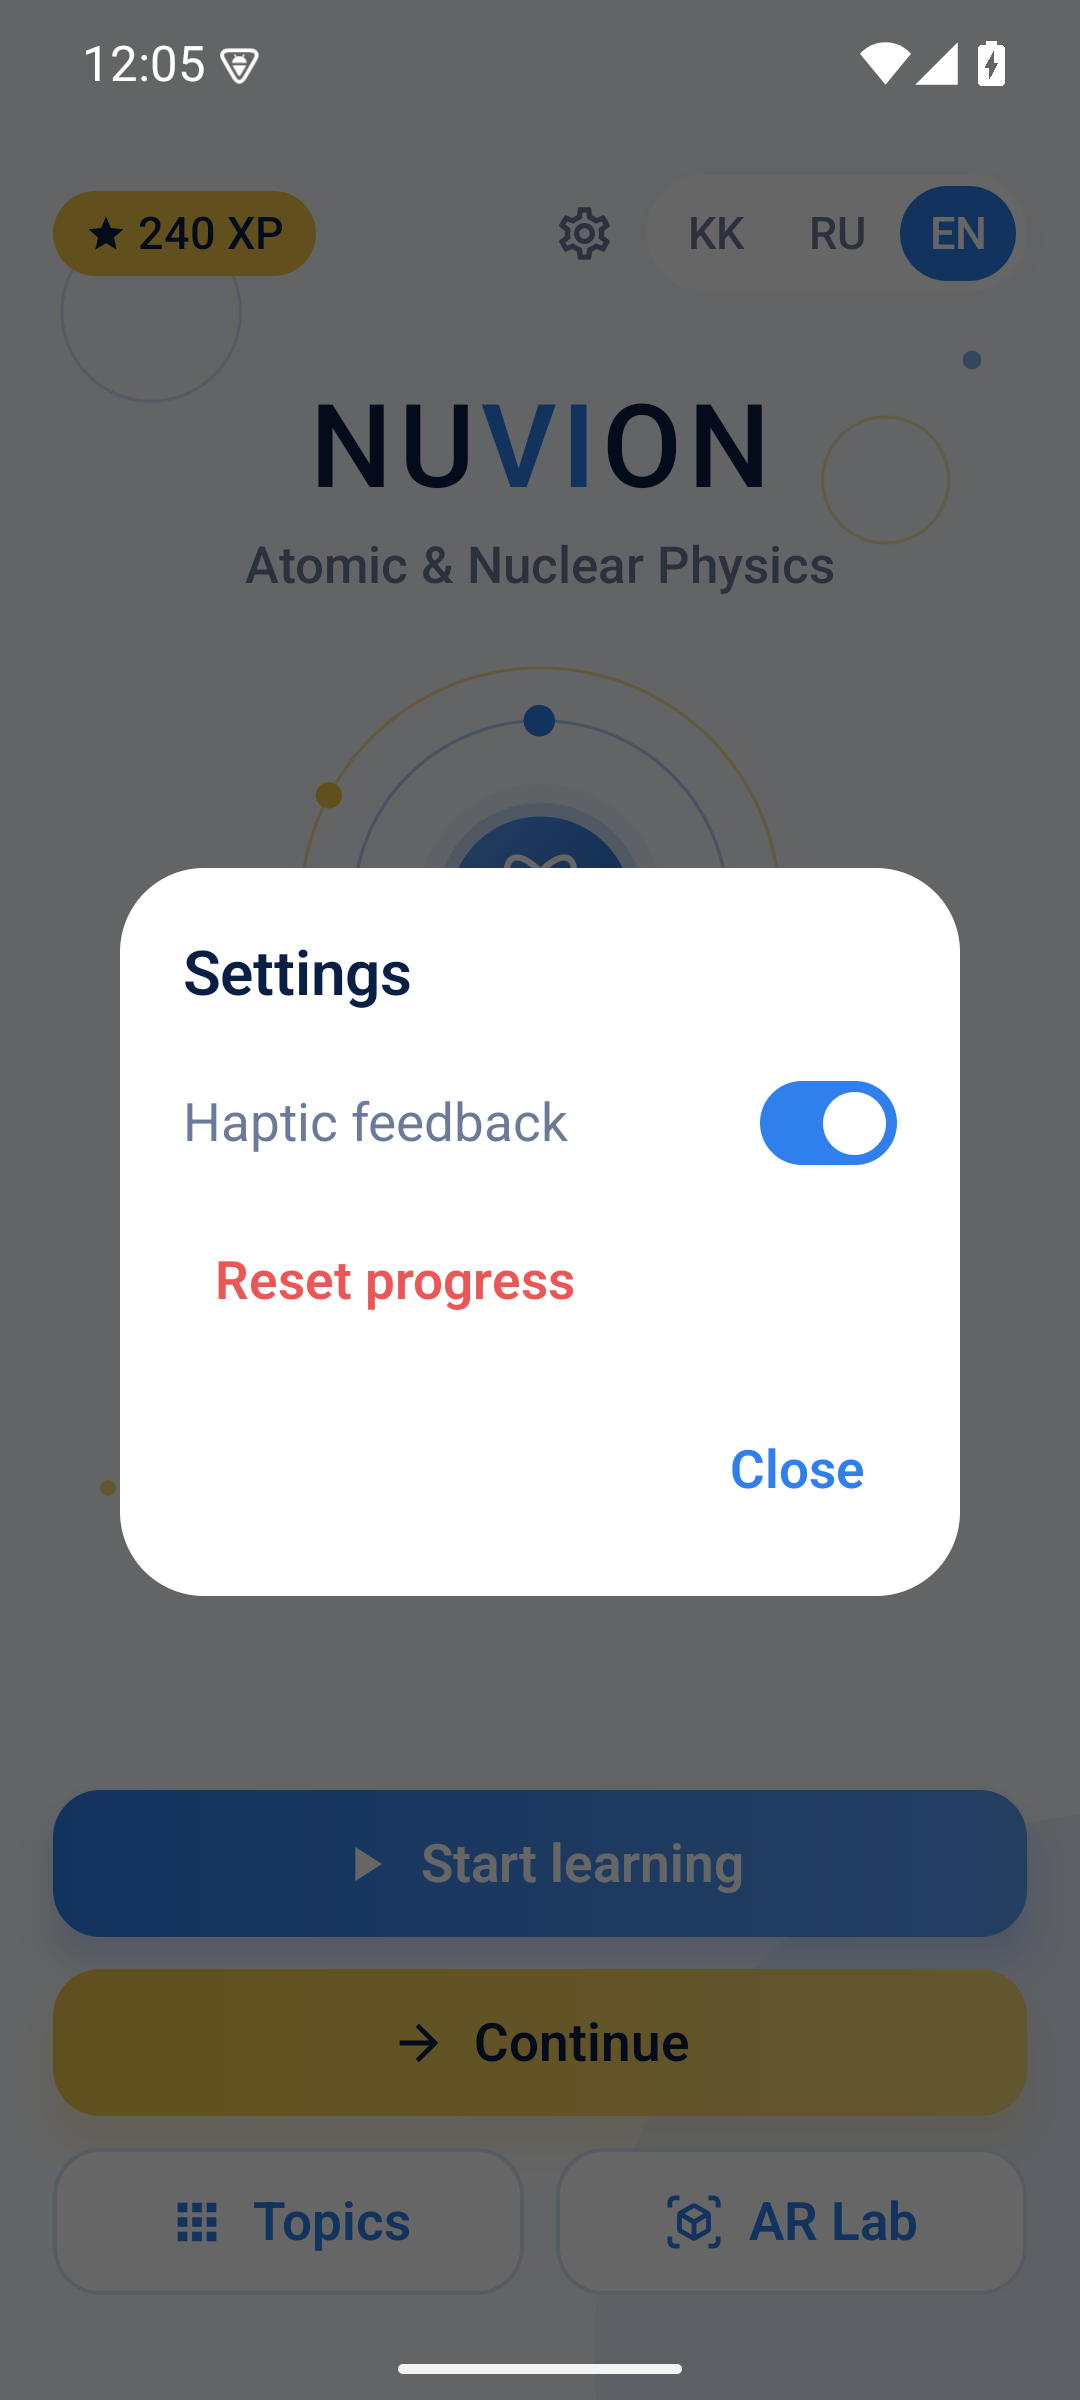 12:05
240 XP
KK RU EN
NUVION
Atomic & Nuclear Physics
Settings
Haptic feedback
Reset progress
Close
Start learning
Continue
Topics
AR Lab